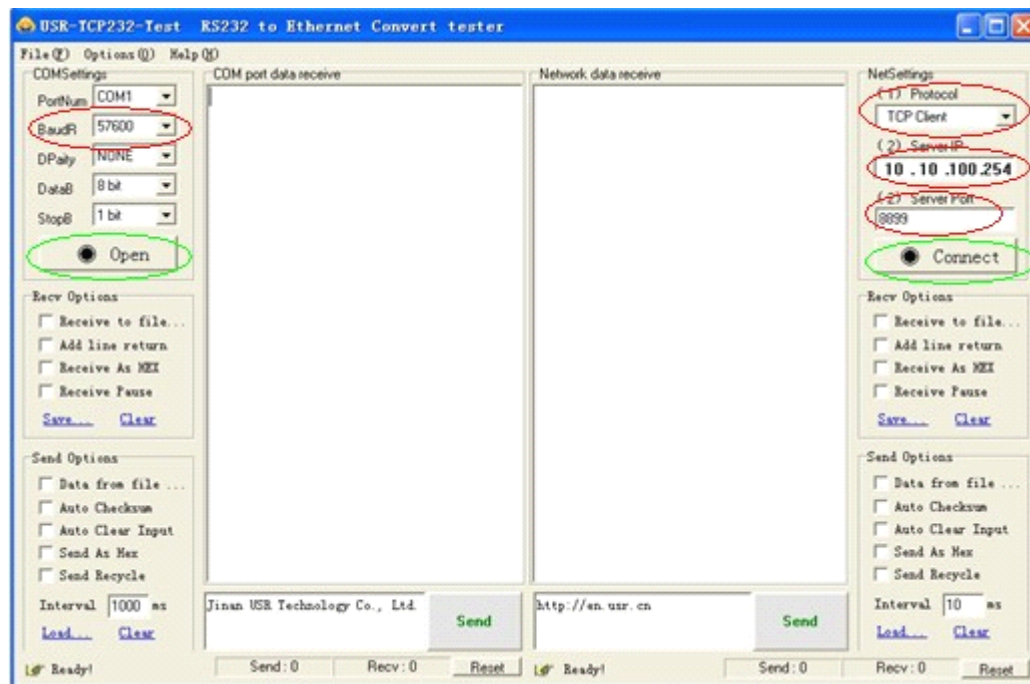 USR-TCP232-Test RS232 to Ethernet Convert tester
File(F) Options(O) Help(H)
COMSettings
PortNum COM1
BaudR 57600
DPaity NONE
DataB 8 bit
StopB 1 bit
Open
Recv Options
Receive to file...
Add line return
Receive As HEX
Receive Pause
Save... Clear
Send Options
Data from file ...
Auto Checksum
Auto Clear Input
Send As Hex
Send Recycle
Interval 1000 ms
Load... Clear
COM port data receive
Jinan USR Technology Co., Ltd.
Send
Network data receive
http://en.usr.cn
Send
NetSettings
(1) Protocol
TCP Client
(2) Server IP
10 .10 .100.254
(2) Server Port
8899
Connect
Recv Options
Receive to file...
Add line return
Receive As HEX
Receive Pause
Save... Clear
Send Options
Data from file ...
Auto Checksum
Auto Clear Input
Send As Hex
Send Recycle
Interval 10 ms
Load... Clear
Ready! Send : 0 Recv : 0 Reset
Ready! Send : 0 Recv : 0 Reset